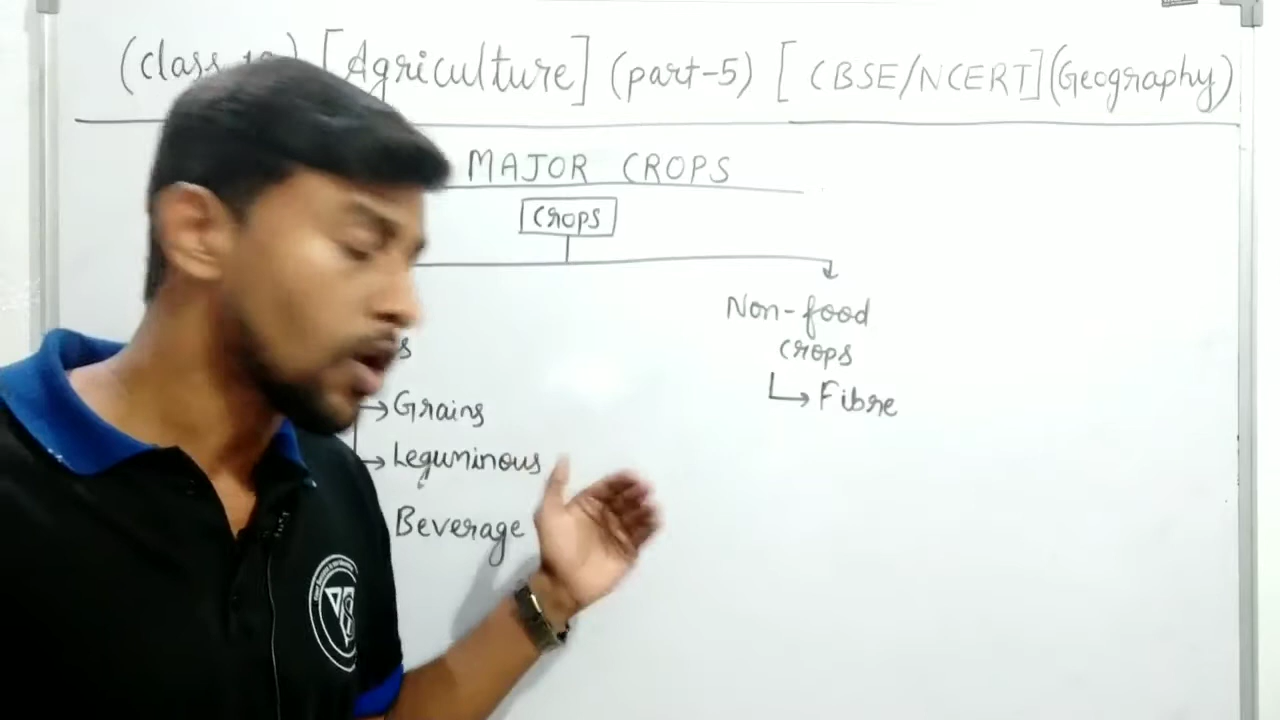 (class [Agriculture] (part-5) [ CBSE/NCERT] (Geography)
MAJOR CROPS
Crops
Non-food
crops
Fibre
Grains
Leguminous
Beverage